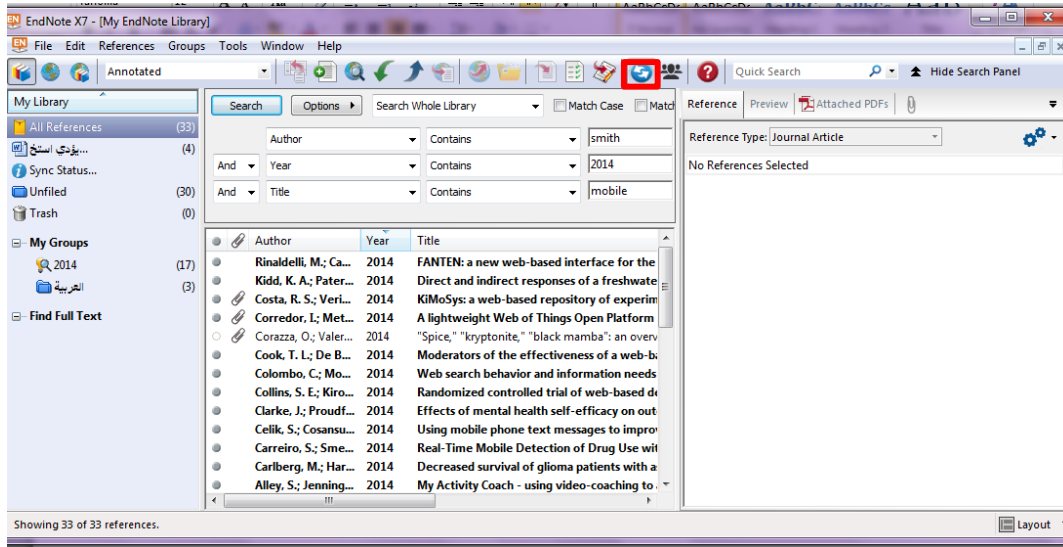 EndNote X7 - [My EndNote Library]
File Edit References Groups Tools Window Help
Annotated Quick Search Hide Search Panel
My Library
All References (33)
...يؤدي استخ (4)
Sync Status...
Unfiled (30)
Trash (0)
My Groups
2014 (17)
العربية (3)
Find Full Text
Search Options Search Whole Library Match Case Match
Author Contains smith
And Year Contains 2014
And Title Contains mobile
Author Year Title
Rinaldelli, M.; Ca... 2014 FANTEN: a new web-based interface for the
Kidd, K. A.; Pater... 2014 Direct and indirect responses of a freshwate
Costa, R. S.; Veri... 2014 KiMoSys: a web-based repository of experim
Corredor, I.; Met... 2014 A lightweight Web of Things Open Platform
Corazza, O.; Valer... 2014 "Spice," "kryptonite," "black mamba": an overv
Cook, T. L.; De B... 2014 Moderators of the effectiveness of a web-ba
Colombo, C.; Mo... 2014 Web search behavior and information needs
Collins, S. E.; Kiro... 2014 Randomized controlled trial of web-based de
Clarke, J.; Proudf... 2014 Effects of mental health self-efficacy on out
Celik, S.; Cosansu... 2014 Using mobile phone text messages to impro
Carreiro, S.; Sme... 2014 Real-Time Mobile Detection of Drug Use wit
Carlberg, M.; Har... 2014 Decreased survival of glioma patients with a
Alley, S.; Jenning... 2014 My Activity Coach - using video-coaching to
Reference Preview Attached PDFs
Reference Type: Journal Article
No References Selected
Showing 33 of 33 references. Layout